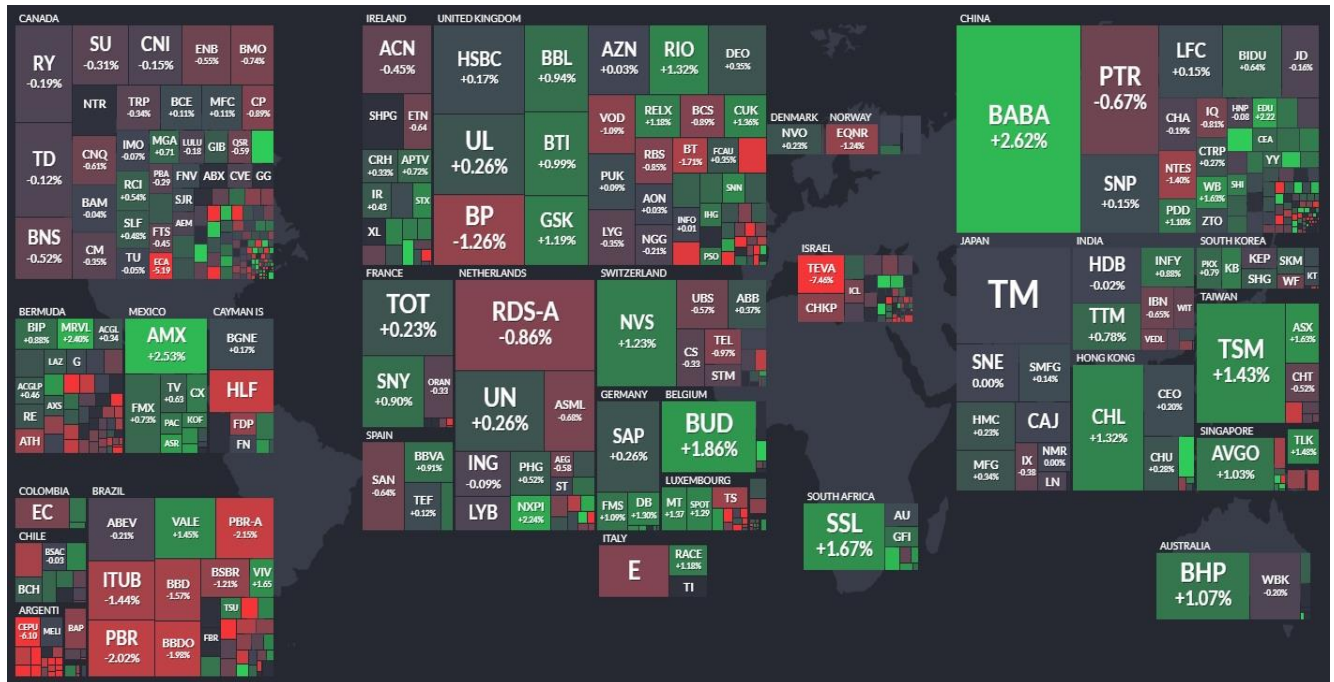 CANADA
RY
-0.19%
SU
-0.31%
CNI
-0.15%
ENB
-0.55%
BMO
-0.74%
NTR
TRP
-0.34%
BCE
+0.11%
MFC
+0.11%
CP
-0.89%
TD
-0.12%
CNQ
-0.61%
IMO
-0.07%
MGA
+0.71
LULU
-0.18
GIB
QSR
-0.59
BAM
-0.04%
RCI
+0.54%
PBA
-0.29
FNV
ABX
CVE
GG
SJR
BNS
-0.52%
CM
-0.35%
SLF
+0.48%
FTS
-0.45
AEM
TU
-0.05%
ECA
-5.19
IRELAND
ACN
-0.45%
SHPG
ETN
-0.64
CRH
+0.33%
APTV
+0.72%
IR
+0.43
STX
XL
UNITED KINGDOM
HSBC
+0.17%
BBL
+0.94%
AZN
+0.03%
RIO
+1.32%
DEO
+0.35%
UL
+0.26%
BTI
+0.99%
VOD
-1.09%
RELX
+1.18%
BCS
-0.89%
CUK
+1.36%
RBS
-0.85%
BT
-1.71%
FCAU
+0.35%
PUK
+0.09%
AON
+0.03%
SNN
BP
-1.26%
GSK
+1.19%
LYG
-0.35%
NGG
-0.21%
INFO
+0.01
IHG
PSO
DENMARK
NVO
+0.23%
NORWAY
EQNR
-1.24%
CHINA
BABA
+2.62%
PTR
-0.67%
LFC
+0.15%
BIDU
+0.64%
JD
-0.16%
SNP
+0.15%
CHA
-0.19%
IQ
-0.81%
HNP
-0.08
EDU
+2.22
CTRP
+0.27%
CEA
YY
NTES
-1.40%
WB
+1.63%
SHI
PDD
+1.10%
ZTO
ISRAEL
TEVA
-7.46%
ICL
CHKP
JAPAN
TM
SNE
0.00%
SMFG
+0.14%
HMC
+0.23%
CAJ
MFG
+0.34%
IX
-0.38
NMR
0.00%
LN
INDIA
HDB
-0.02%
INFY
+0.88%
TTM
+0.78%
IBN
-0.65%
WIT
VEDL
SOUTH KOREA
PKX
+0.79
KB
KEP
SKM
SHG
WF
KT
TAIWAN
TSM
+1.43%
ASX
+1.63%
CHT
-0.52%
HONG KONG
CHL
+1.32%
CEO
+0.20%
CHU
+0.28%
SINGAPORE
AVGO
+1.03%
TLK
+1.48%
BERMUDA
BIP
+0.88%
MRVL
+2.40%
ACGL
+0.34
LAZ
G
ACGLP
+0.46
AXS
RE
ATH
MEXICO
AMX
+2.53%
FMX
+0.73%
TV
+0.63
CX
PAC
KOF
ASR
CAYMAN IS
BGNE
+0.17%
HLF
FDP
FN
FRANCE
TOT
+0.23%
SNY
+0.90%
ORAN
-0.33
NETHERLANDS
RDS-A
-0.86%
UN
+0.26%
ASML
-0.68%
ING
-0.09%
PHG
+0.52%
AEG
-0.58
ST
LYB
NXPI
+2.24%
SWITZERLAND
NVS
+1.23%
UBS
-0.57%
ABB
+0.37%
CS
-0.33
TEL
-0.97%
STM
GERMANY
SAP
+0.26%
FMS
+1.09%
DB
+1.30%
BELGIUM
BUD
+1.86%
LUXEMBOURG
MT
+1.37
SPOT
+1.29
TS
SPAIN
SAN
-0.64%
BBVA
+0.91%
TEF
+0.12%
ITALY
E
RACE
+1.18%
TI
COLOMBIA
EC
CHILE
BSAC
-0.03
BCH
ARGENTI
CEPU
-6.10
MELI
BAP
BRAZIL
ABEV
-0.21%
VALE
+1.45%
PBR-A
-2.15%
ITUB
-1.44%
BBD
-1.57%
BSBR
-1.21%
VIV
+1.65
TSU
PBR
-2.02%
BBDO
-1.98%
FBR
SOUTH AFRICA
SSL
+1.67%
AU
GFI
AUSTRALIA
BHP
+1.07%
WBK
-0.20%